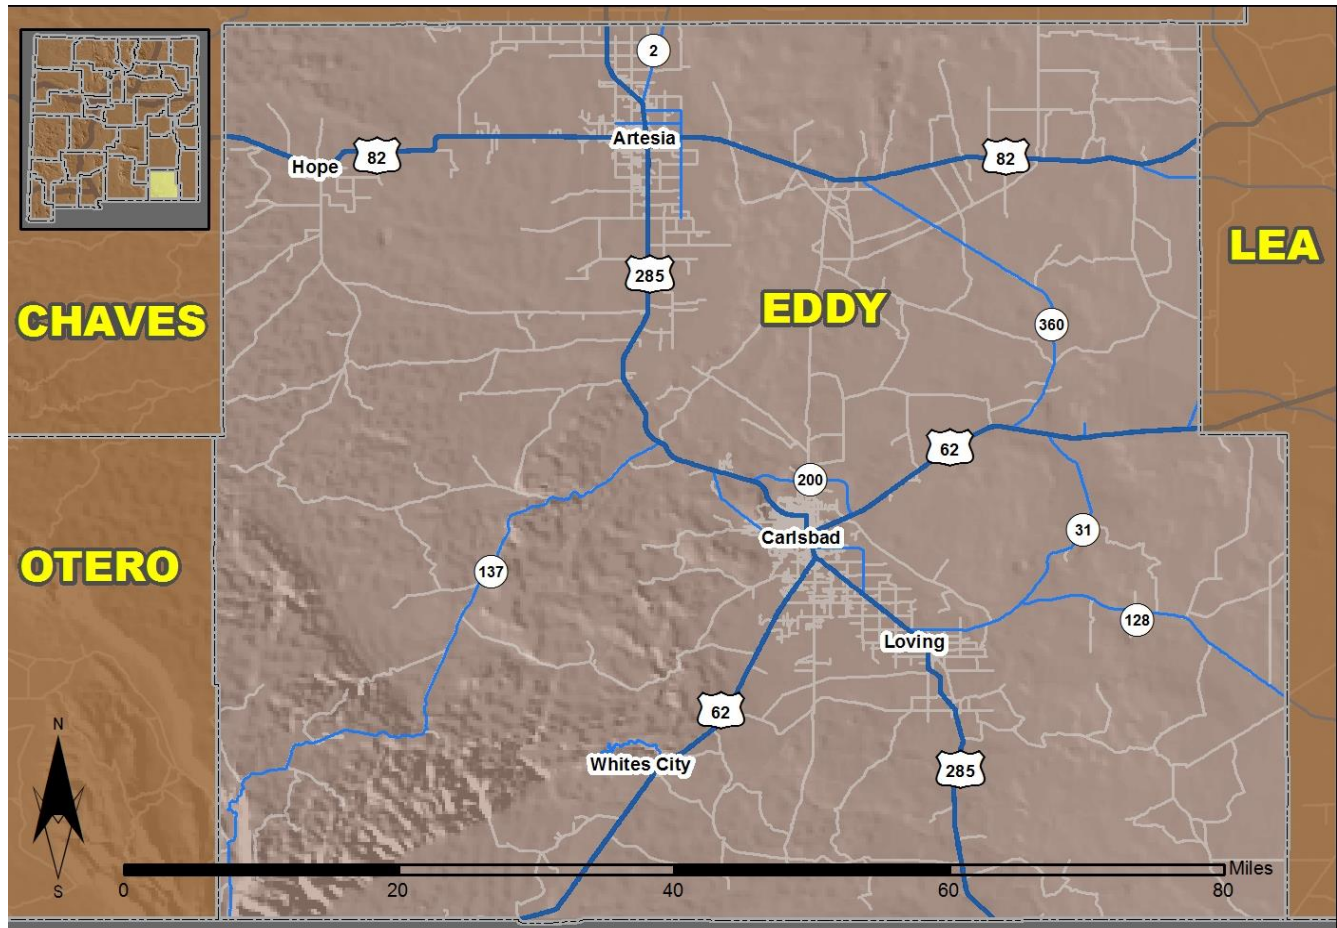 2
Artesia
82
Hope
82
LEA
285
EDDY
CHAVES
360
62
200
31
Carlsbad
OTERO
137
128
Loving
62
N
Whites City
285
S
Miles
0 20 40 60 80